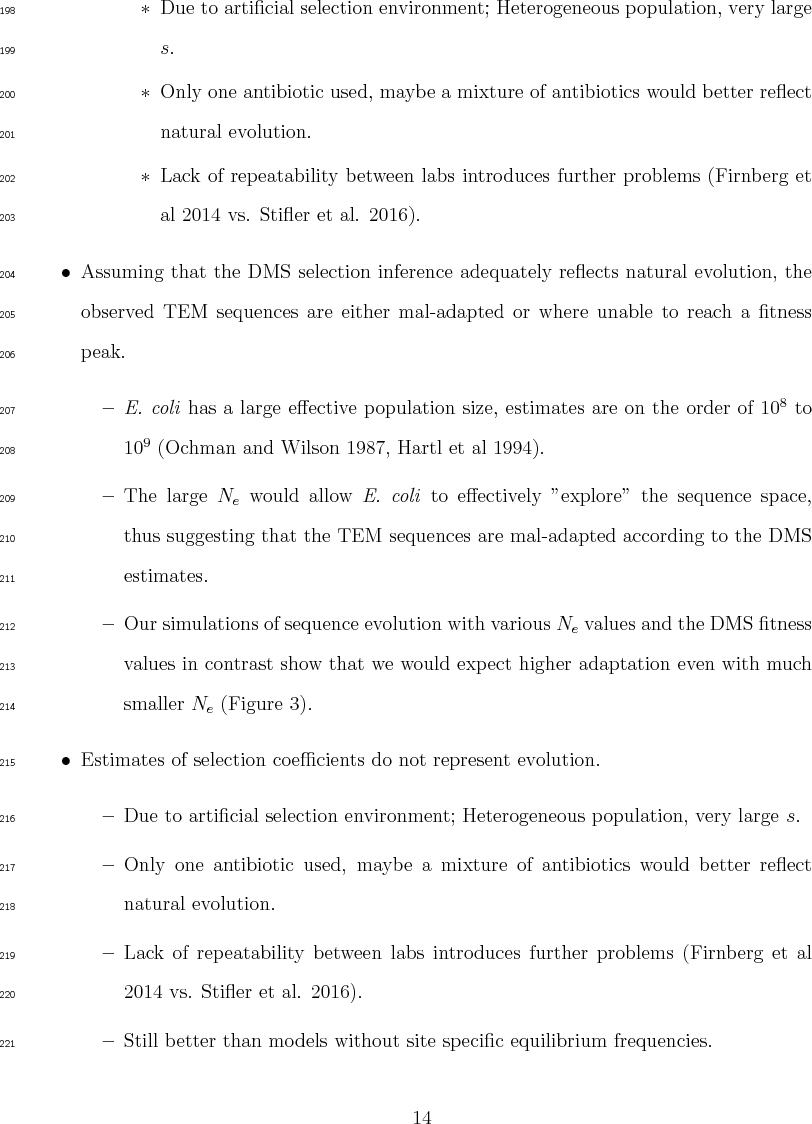 198 ∗ Due to artificial selection environment; Heterogeneous population, very large
199 s.
200 ∗ Only one antibiotic used, maybe a mixture of antibiotics would better reflect
201 natural evolution.
202 ∗ Lack of repeatability between labs introduces further problems (Firnberg et
203 al 2014 vs. Stifler et al. 2016).
204 • Assuming that the DMS selection inference adequately reflects natural evolution, the
205 observed TEM sequences are either mal-adapted or where unable to reach a fitness
206 peak.
207 – E. coli has a large effective population size, estimates are on the order of 10⁸ to
208 10⁹ (Ochman and Wilson 1987, Hartl et al 1994).
209 – The large Nₑ would allow E. coli to effectively ”explore” the sequence space,
210 thus suggesting that the TEM sequences are mal-adapted according to the DMS
211 estimates.
212 – Our simulations of sequence evolution with various Nₑ values and the DMS fitness
213 values in contrast show that we would expect higher adaptation even with much
214 smaller Nₑ (Figure 3).
215 • Estimates of selection coefficients do not represent evolution.
216 – Due to artificial selection environment; Heterogeneous population, very large s.
217 – Only one antibiotic used, maybe a mixture of antibiotics would better reflect
218 natural evolution.
219 – Lack of repeatability between labs introduces further problems (Firnberg et al
220 2014 vs. Stifler et al. 2016).
221 – Still better than models without site specific equilibrium frequencies.
14